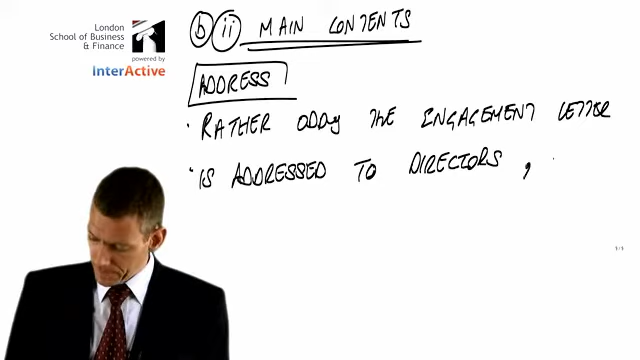 London
School of Business
& Finance
powered by
InterActive
b ii MAIN CONTENTS
ADDRESS
· RATHER ODDLY THE ENGAGEMENT LETTER
· IS ADDRESSED TO DIRECTORS,